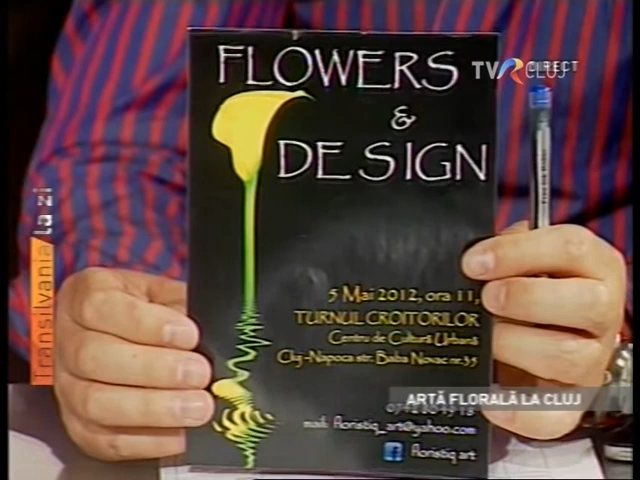 FLOWERS
&
DESIGN
TVR CLUJ
DIRECT
Transilvania la zi
5 Mai 2012, ora 11,
TURNUL CROITORILOR
Centru de Cultură Urbană
Cluj-Napoca str. Baba Novac nr.35
ARTĂ FLORALĂ LA CLUJ
mail: floristiq_art@yahoo.com
floristiq art